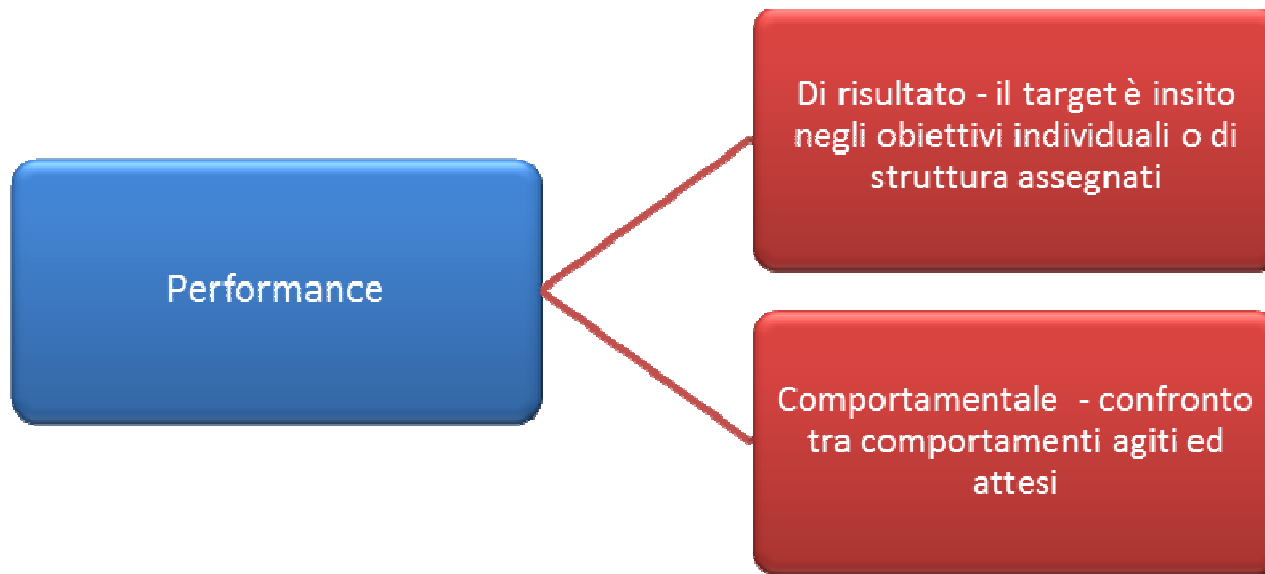 Performance
Di risultato - il target è insito
negli obiettivi individuali o di
struttura assegnati
Comportamentale - confronto
tra comportamenti agiti ed
attesi